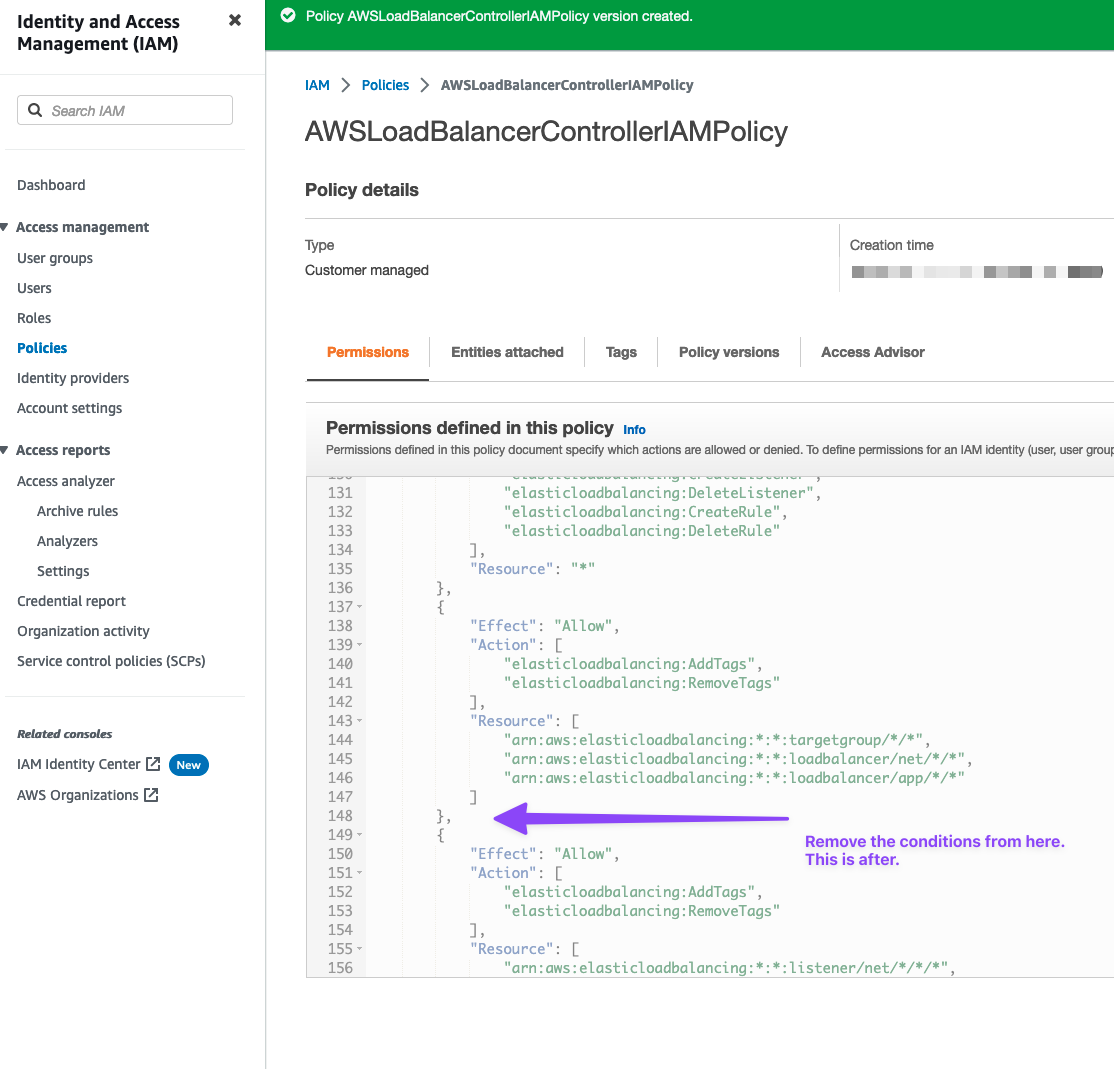 Identity and Access
Management (IAM)
Search IAM
Dashboard
Access management
User groups
Users
Roles
Policies
Identity providers
Account settings
Access reports
Access analyzer
Archive rules
Analyzers
Settings
Credential report
Organization activity
Service control policies (SCPs)
Related consoles
IAM Identity Center New
AWS Organizations
Policy AWSLoadBalancerControllerIAMPolicy version created.
IAM > Policies > AWSLoadBalancerControllerIAMPolicy
AWSLoadBalancerControllerIAMPolicy
Policy details
Type
Customer managed
Creation time
Permissions Entities attached Tags Policy versions Access Advisor
Permissions defined in this policy Info
Permissions defined in this policy document specify which actions are allowed or denied. To define permissions for an IAM identity (user, user group
130 "elasticloadbalancing:CreateListener",
131 "elasticloadbalancing:DeleteListener",
132 "elasticloadbalancing:CreateRule",
133 "elasticloadbalancing:DeleteRule"
134 ],
135 "Resource": "*"
136 },
137 {
138 "Effect": "Allow",
139 "Action": [
140 "elasticloadbalancing:AddTags",
141 "elasticloadbalancing:RemoveTags"
142 ],
143 "Resource": [
144 "arn:aws:elasticloadbalancing:*:*:targetgroup/*/*",
145 "arn:aws:elasticloadbalancing:*:*:loadbalancer/net/*/*",
146 "arn:aws:elasticloadbalancing:*:*:loadbalancer/app/*/*"
147 ]
148 },
149 {
150 "Effect": "Allow",
151 "Action": [
152 "elasticloadbalancing:AddTags",
153 "elasticloadbalancing:RemoveTags"
154 ],
155 "Resource": [
156 "arn:aws:elasticloadbalancing:*:*:listener/net/*/*/*",
Remove the conditions from here.
This is after.